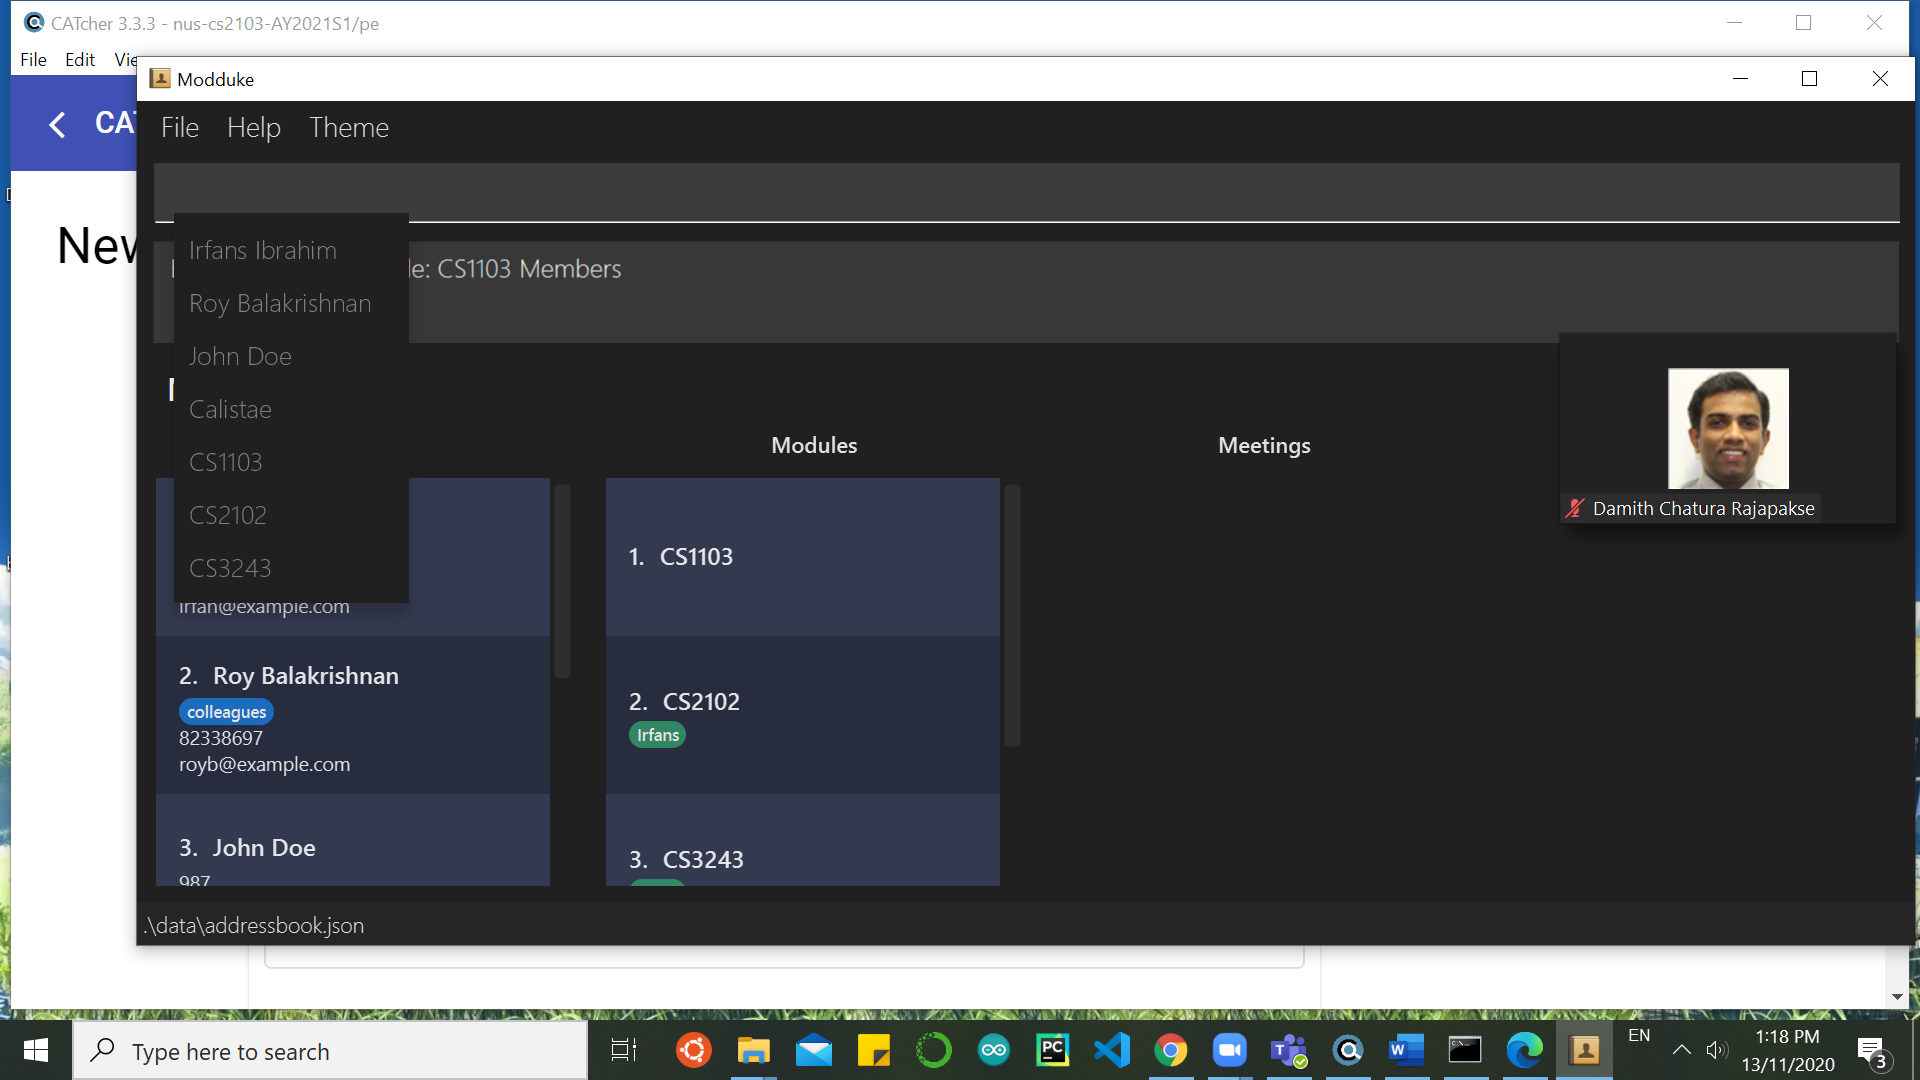 CATcher 3.3.3 - nus-cs2103-AY2021S1/pe
File Edit
Modduke
File Help Theme
Irfans Ibrahim
Roy Balakrishnan
John Doe
Calistae
CS1103
CS2102
CS3243
le: CS1103 Members
Modules
Meetings
irfan@example.com
2. Roy Balakrishnan
colleagues
82338697
royb@example.com
3. John Doe
987
1. CS1103
2. CS2102
Irfans
3. CS3243
Damith Chatura Rajapakse
.\data\addressbook.json
Type here to search
PC
EN
1:18 PM
13/11/2020
3